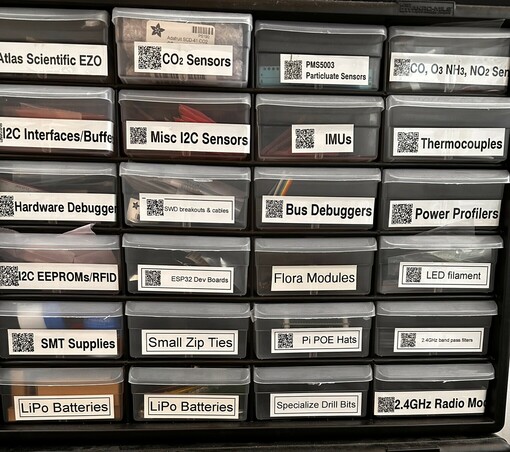 Atlas Scientific EZO
CO₂ Sensors
PMS5003
Particluate Sensors
CO, O₃ NH₃, NO₂ Sen
I2C Interfaces/Buffe
Misc I2C Sensors
IMUs
Thermocouples
Hardware Debugger
SWD breakouts & cables
Bus Debuggers
Power Profilers
I2C EEPROMs/RFID
ESP32 Dev Boards
Flora Modules
LED filament
SMT Supplies
Small Zip Ties
Pi POE Hats
2.4GHz band pass filters
LiPo Batteries
LiPo Batteries
Specialize Drill Bits
2.4GHz Radio Mo